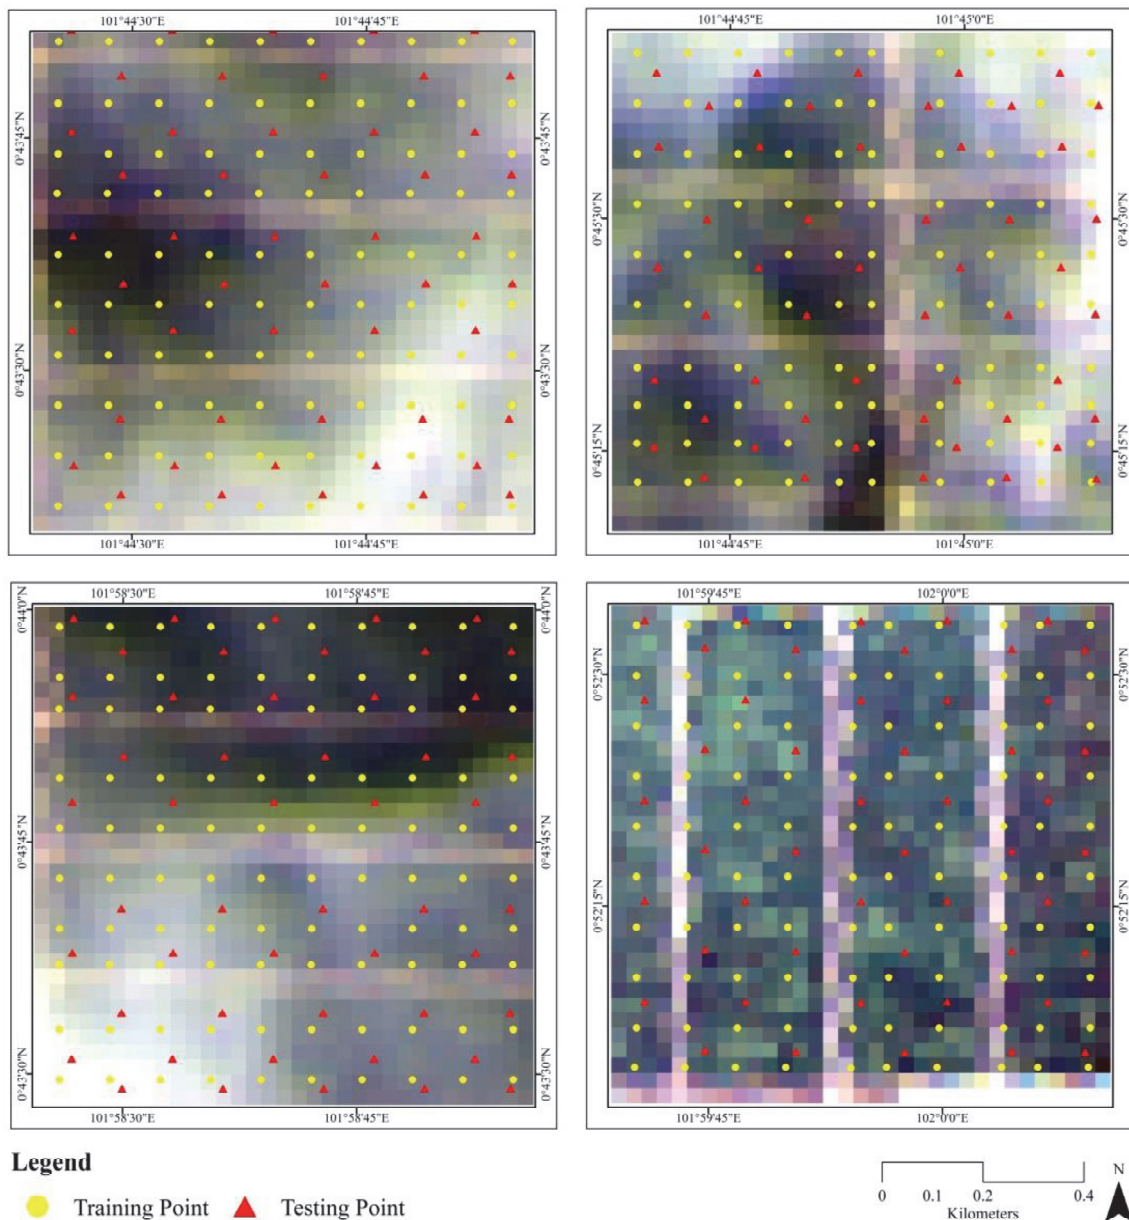 101°44'30"E 101°44'45"E
0°43'45"N 0°43'45"N
0°43'30"N 0°43'30"N
101°44'30"E 101°44'45"E
101°44'45"E 101°45'0"E
0°45'30"N 0°45'30"N
0°45'15"N 0°45'15"N
101°44'45"E 101°45'0"E
101°58'30"E 101°58'45"E
0°44'0"N 0°44'0"N
0°43'45"N 0°43'45"N
0°43'30"N 0°43'30"N
101°58'30"E 101°58'45"E
101°59'45"E 102°0'0"E
0°52'30"N 0°52'30"N
0°52'15"N 0°52'15"N
101°59'45"E 102°0'0"E
Legend
Training Point Testing Point
0 0.1 0.2 0.4
Kilometers
N